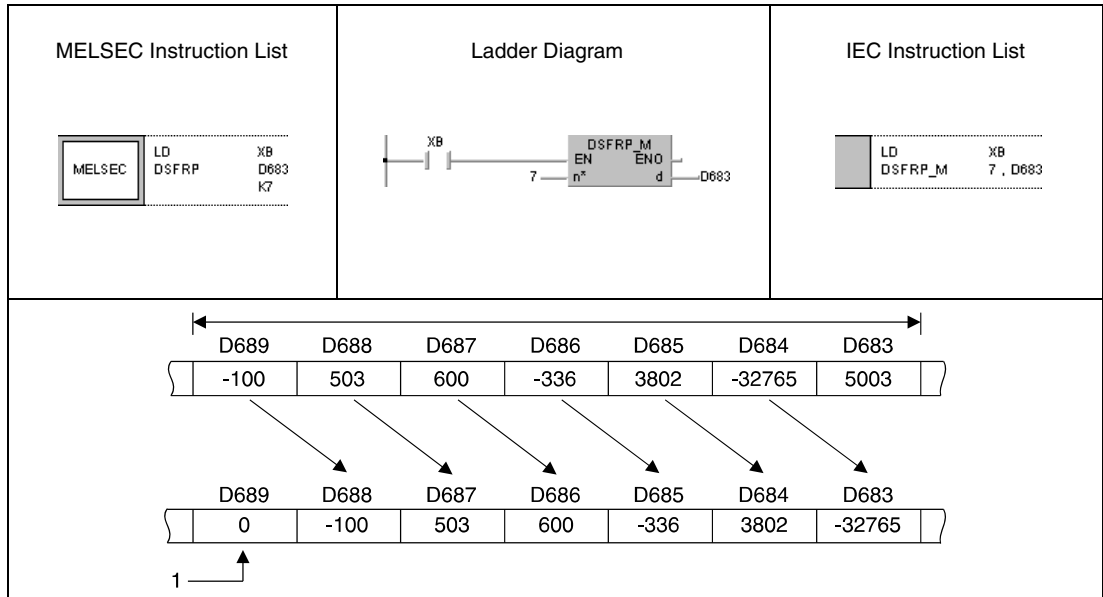 MELSEC Instruction List
Ladder Diagram
IEC Instruction List
MELSEC
LD XB
DSFRP D683
K7
XB
DSFRP_M
EN ENO
7 n* d D683
LD XB
DSFRP_M 7 , D683
D689 D688 D687 D686 D685 D684 D683
-100 503 600 -336 3802 -32765 5003
D689 D688 D687 D686 D685 D684 D683
0 -100 503 600 -336 3802 -32765
1